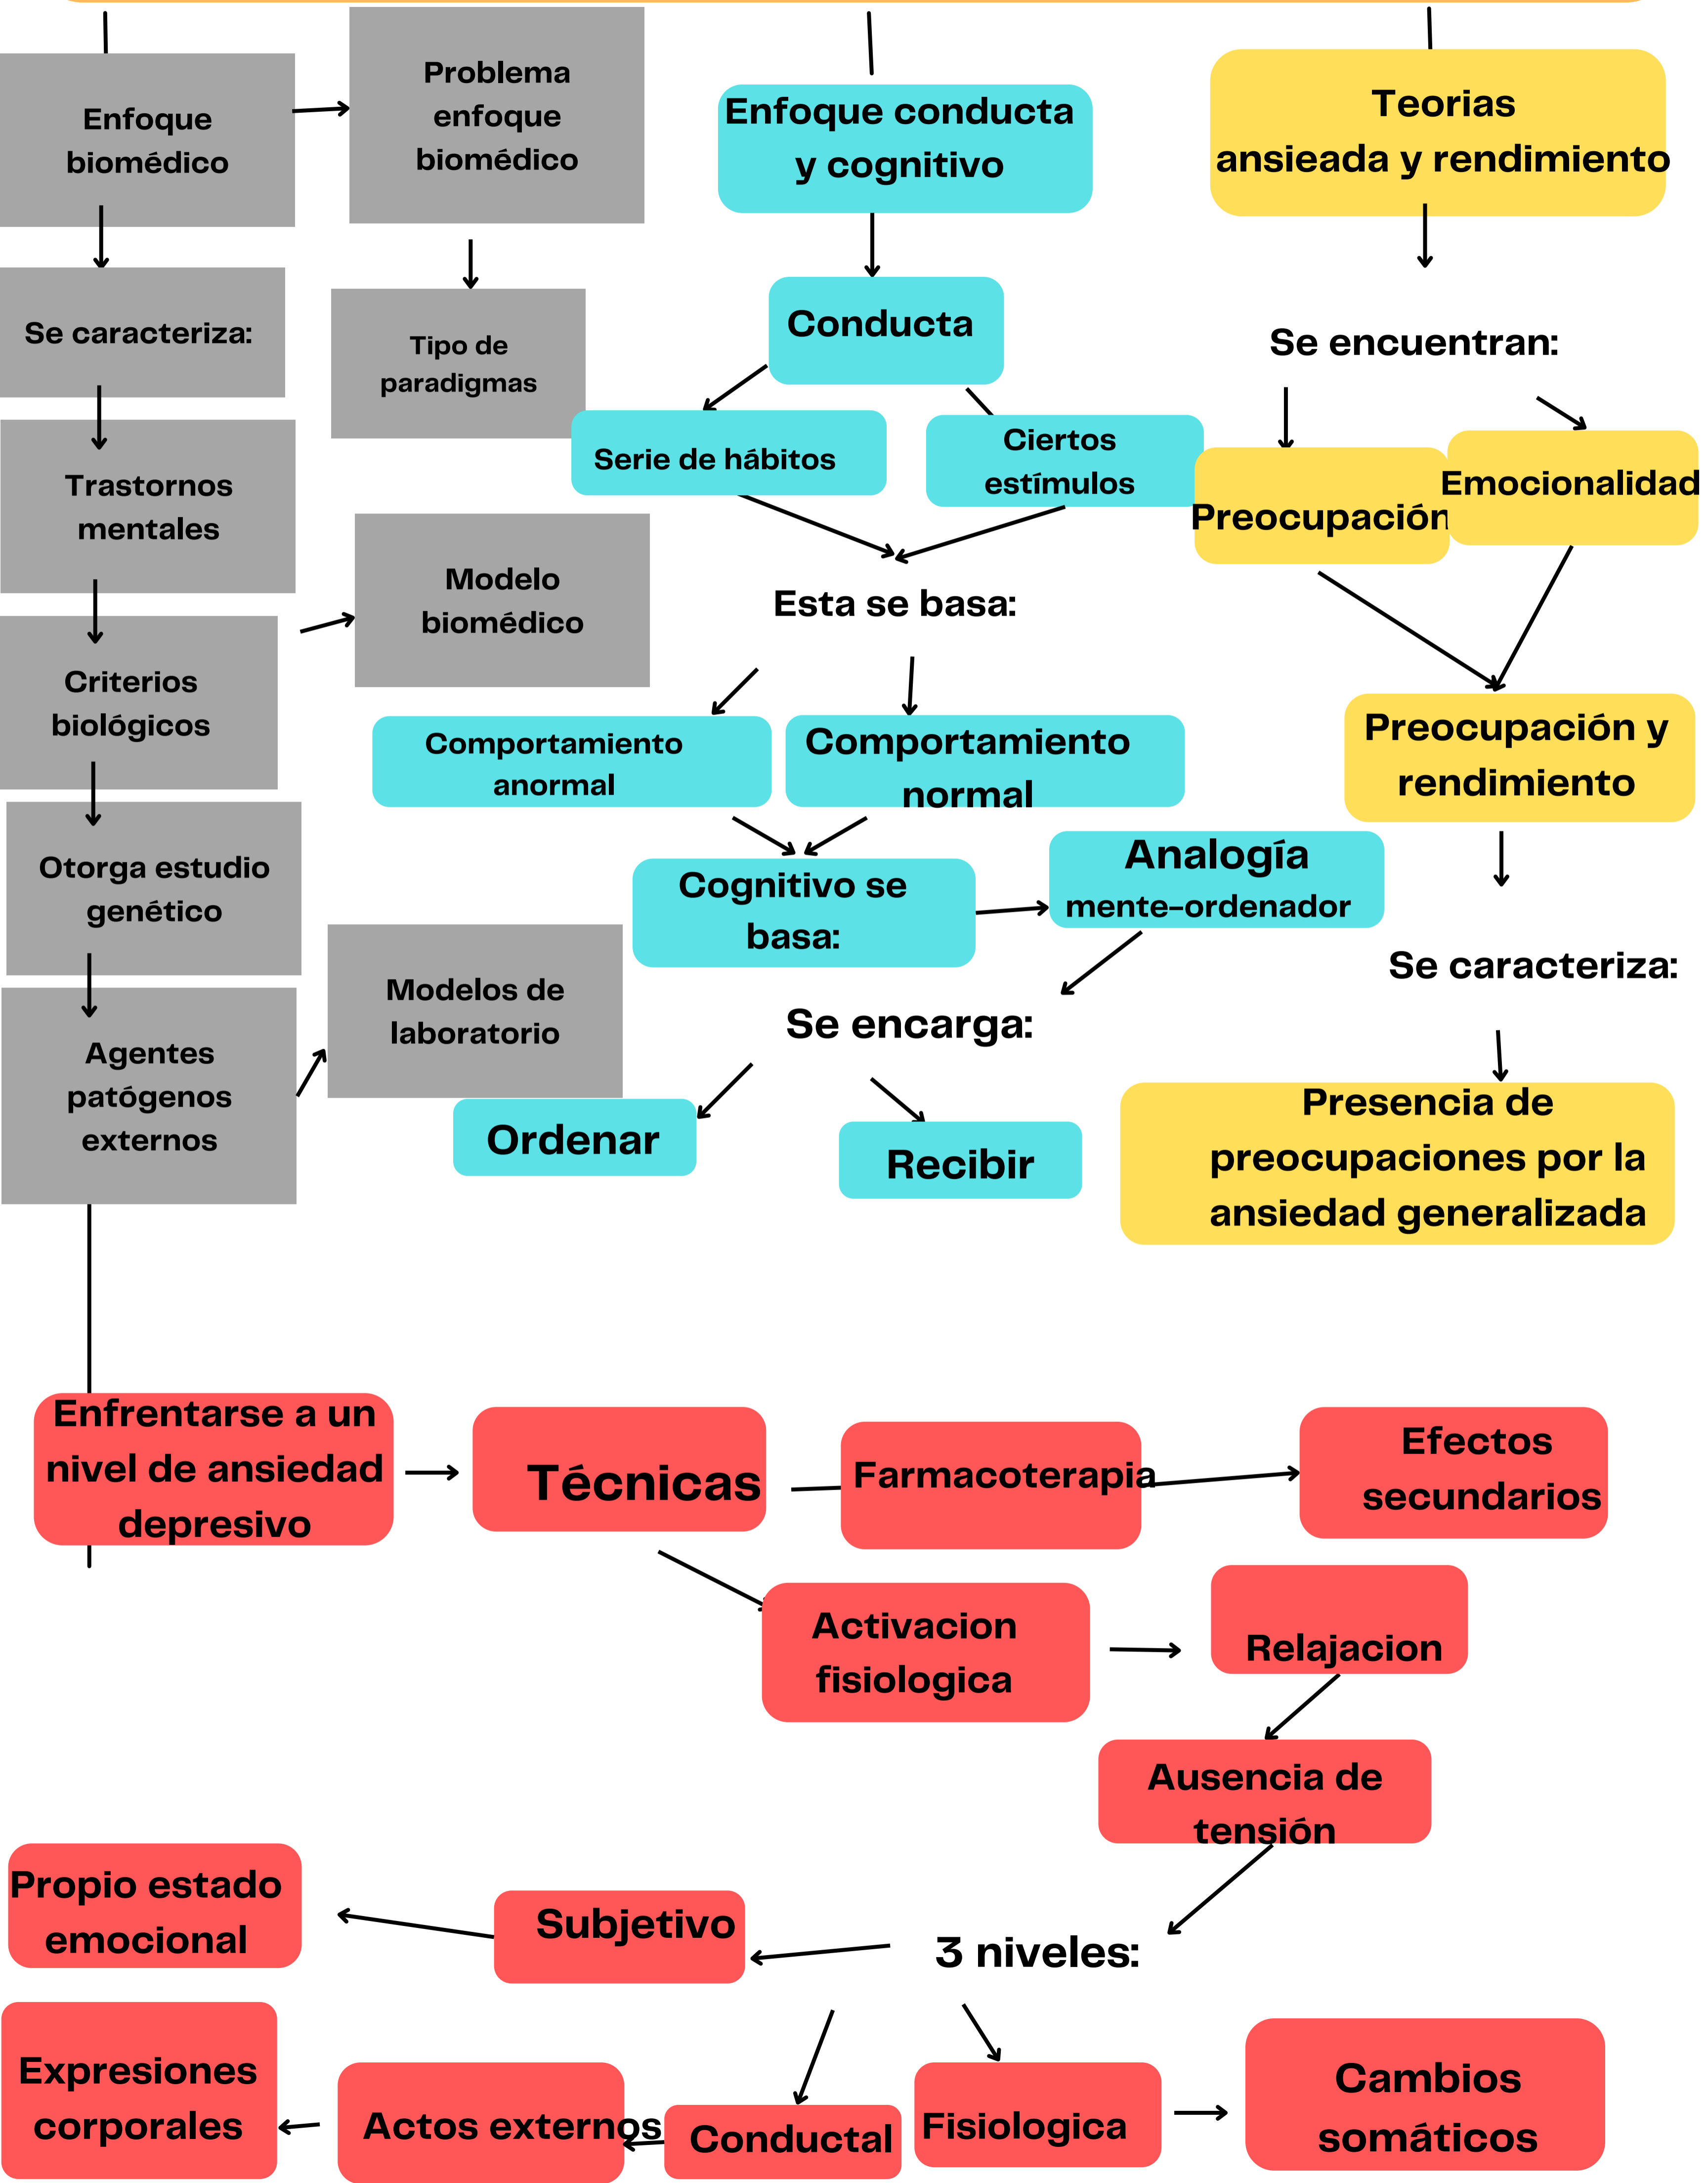 Enfoque
biomédico
Problema
enfoque
biomédico
Se caracteriza:
Tipo de
paradigmas
Trastornos
mentales
Modelo
biomédico
Criterios
biológicos
Otorga estudio
genético
Agentes
patógenos
externos
Modelos de
laboratorio
Enfoque conducta
y cognitivo
Conducta
Serie de hábitos
Ciertos
estímulos
Esta se basa:
Comportamiento
anormal
Comportamiento
normal
Cognitivo se
basa:
Analogía
mente-ordenador
Se encarga:
Ordenar
Recibir
Teorias
ansieada y rendimiento
Se encuentran:
Preocupación
Emocionalidad
Preocupación y
rendimiento
Se caracteriza:
Presencia de
preocupaciones por la
ansiedad generalizada
Enfrentarse a un
nivel de ansiedad
depresivo
Técnicas
Farmacoterapia
Efectos
secundarios
Activacion
fisiologica
Relajacion
Ausencia de
tensión
3 niveles:
Subjetivo
Propio estado
emocional
Conductal
Actos externos
Expresiones
corporales
Fisiologica
Cambios
somáticos